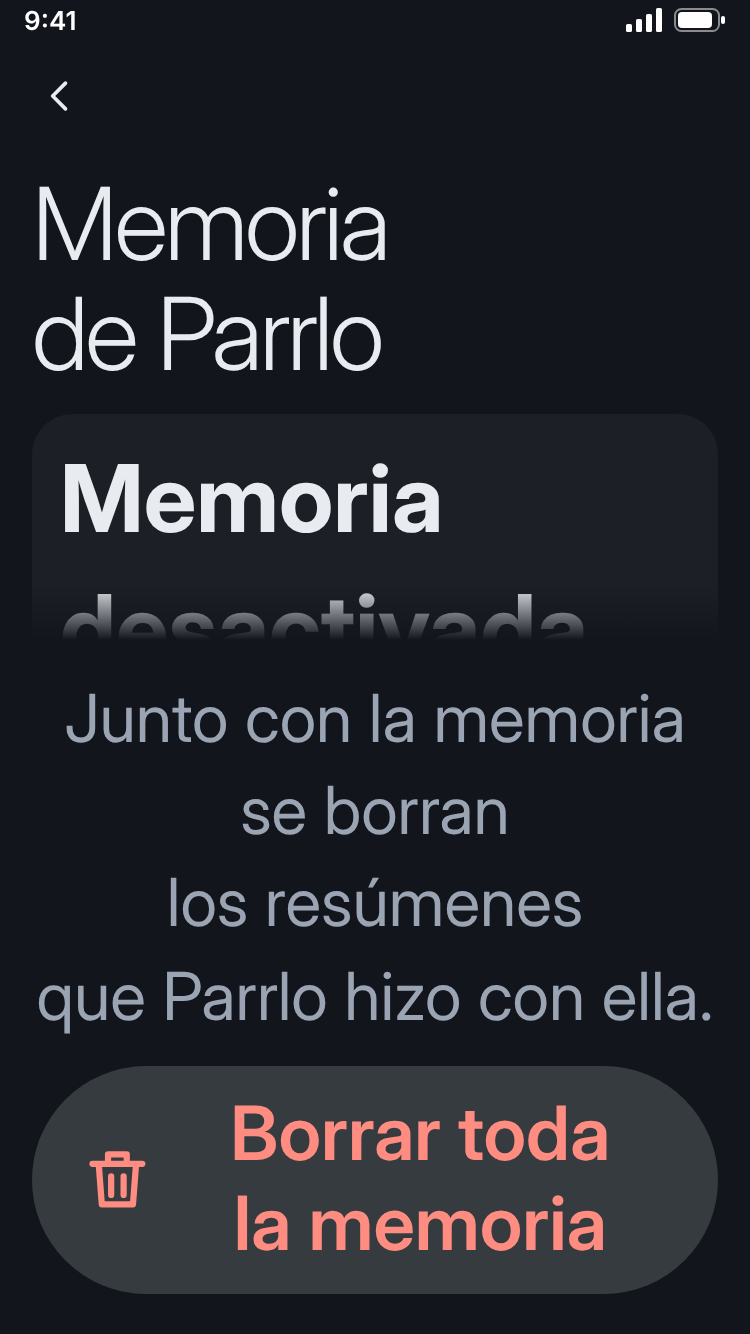 9:41
Memoria
de Parrlo
Memoria
desactivada
Junto con la memoria
se borran
los resúmenes
que Parrlo hizo con ella.
Borrar toda
la memoria